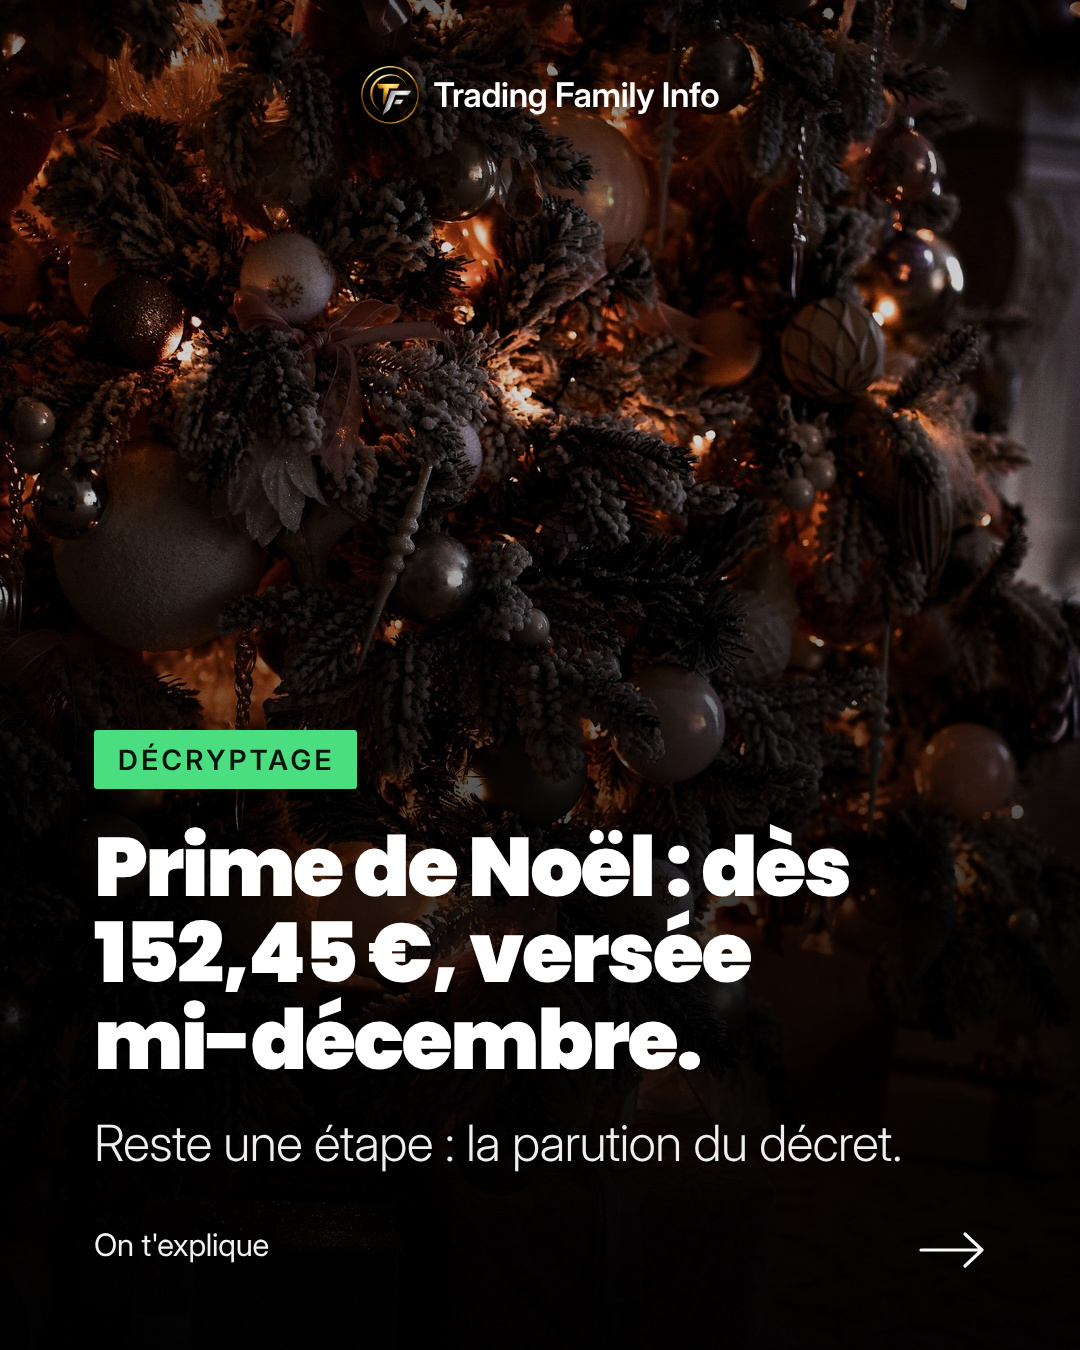 TF Trading Family Info
DÉCRYPTAGE
Prime de Noël : dès
152,45 €, versée
mi-décembre.
Reste une étape : la parution du décret.
On t'explique